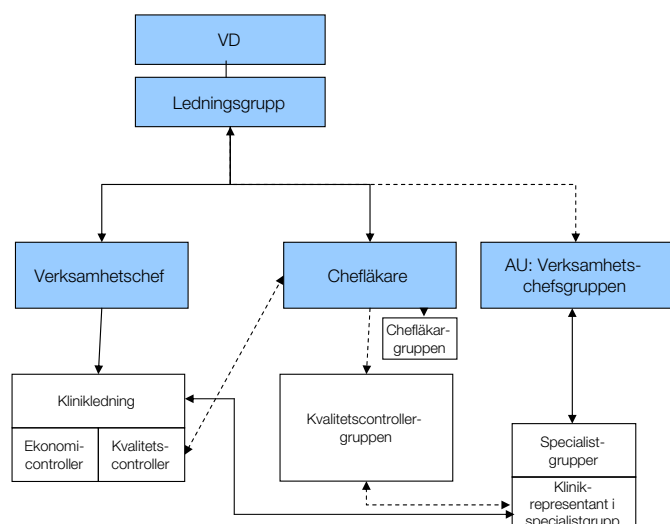 VD
Ledningsgrupp
Verksamhetschef
Chefläkare
AU: Verksamhets-
chefsgruppen
Chefläkar-
gruppen
Klinikledning
Ekonomi-
controller
Kvalitets-
controller
Kvalitetscontroller-
gruppen
Specialist-
grupper
Klinik-
representant i
specialistgrupp